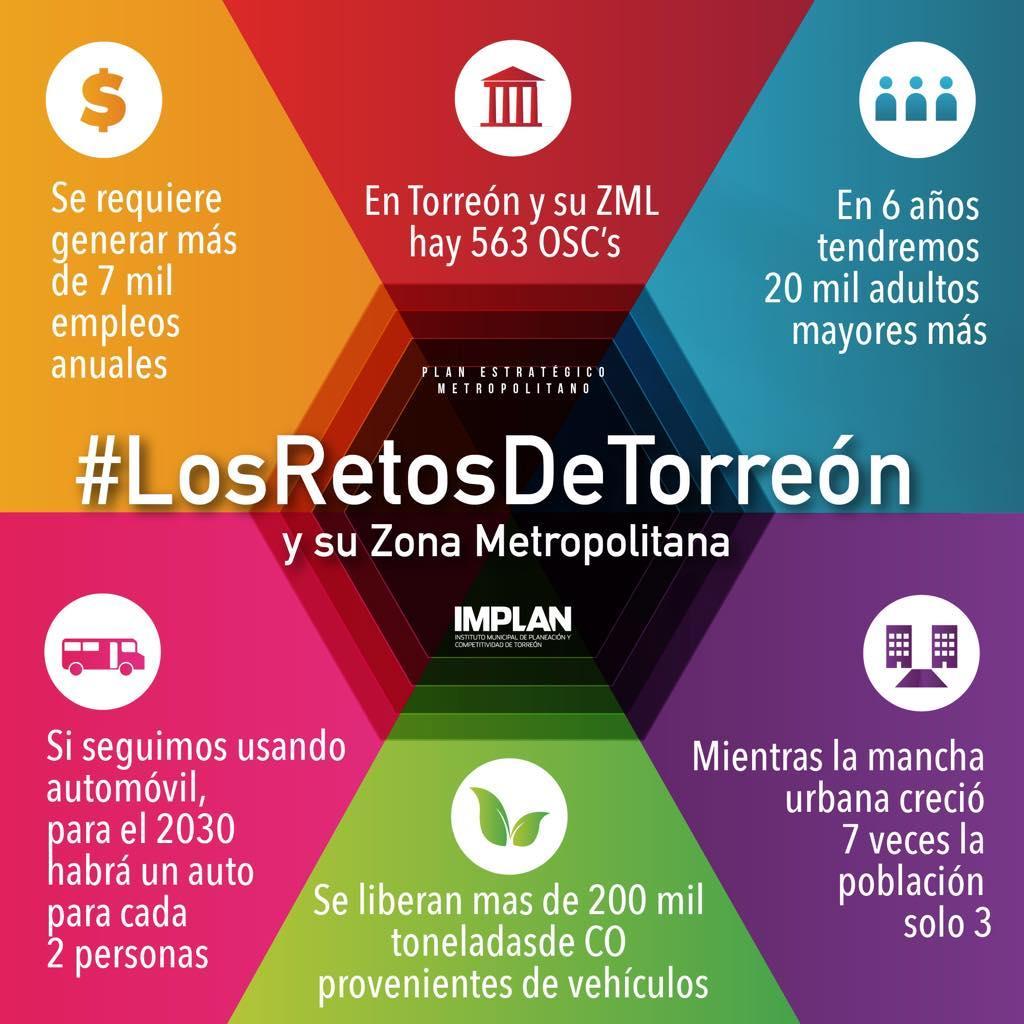 Se requiere
generar más
de 7 mil
empleos
anuales
En Torreón y su ZML
hay 563 OSC's
En 6 años
tendremos
20 mil adultos
mayores más
PLAN ESTRATÉGICO
METROPOLITANO
#LosRetosDeTorreón
y su Zona Metropolitana
IMPLAN
INSTITUTO MUNICIPAL DE PLANEACIÓN Y
COMPETITIVIDAD DE TORREÓN
Si seguimos usando
automóvil,
para el 2030
habrá un auto
para cada
2 personas
Se liberan mas de 200 mil
toneladasde CO
provenientes de vehículos
Mientras la mancha
urbana creció
7 veces la
población
solo 3